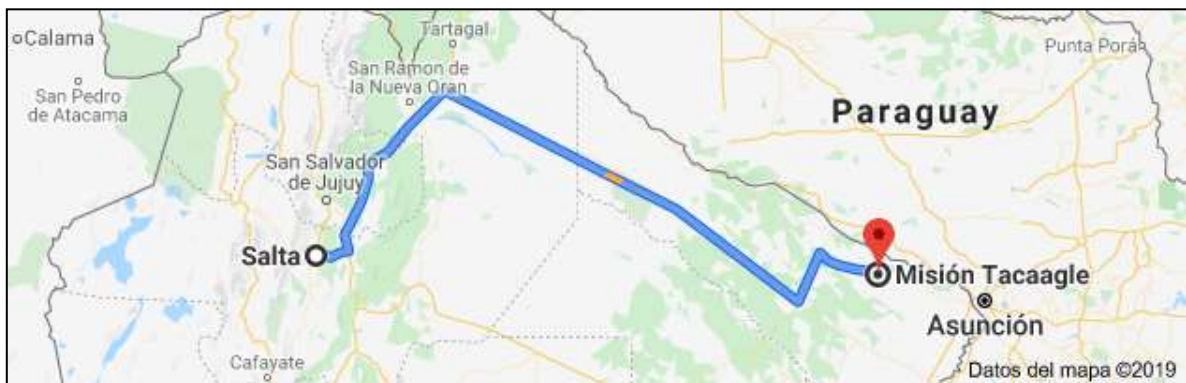 Calama
San Pedro
de Atacama
Tartagal
San Ramon de
la Nueva Oran
San Salvador
de Jujuy
Salta
Cafayate
Punta Porá
Paraguay
Misión Tacaagle
Asunción
Datos del mapa ©2019